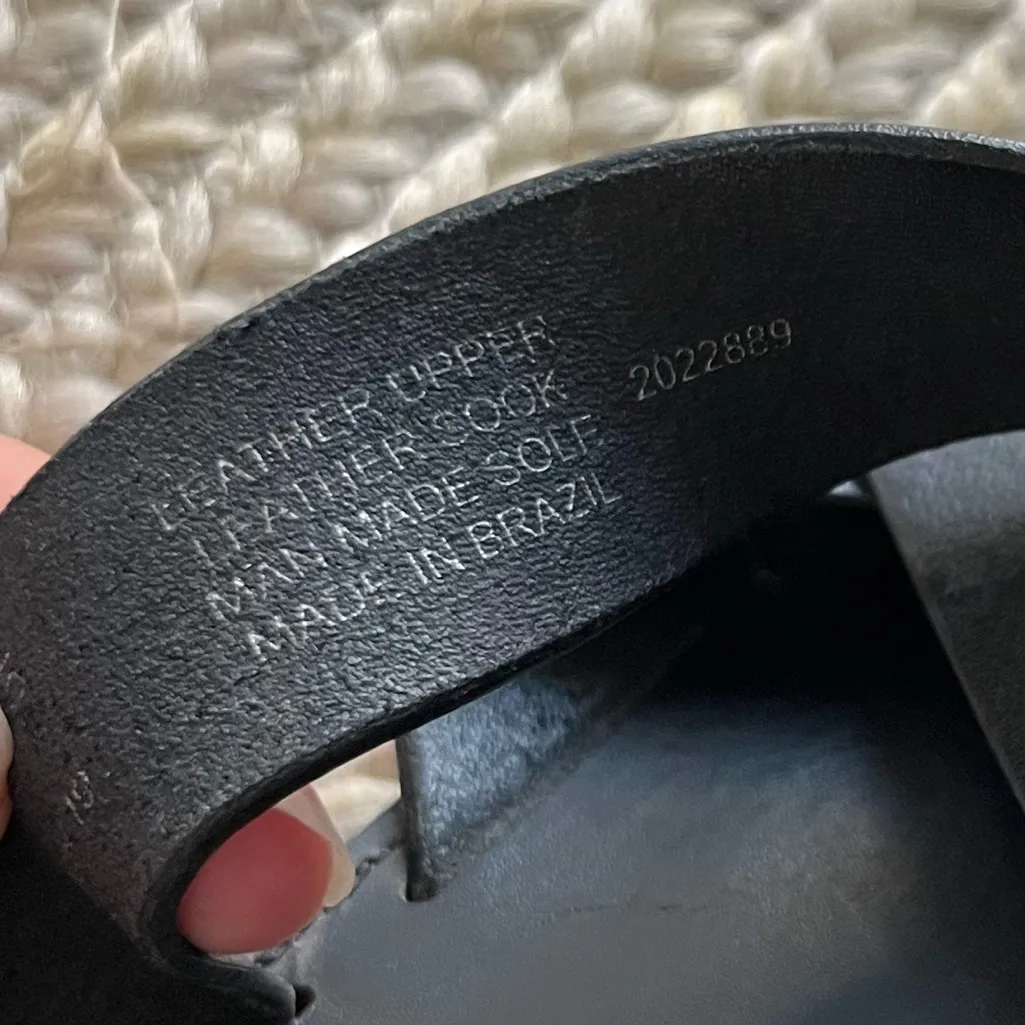 LEATHER UPPER
LEATHER SOCK
MAN MADE SOLE
MADE IN BRAZIL
2022889